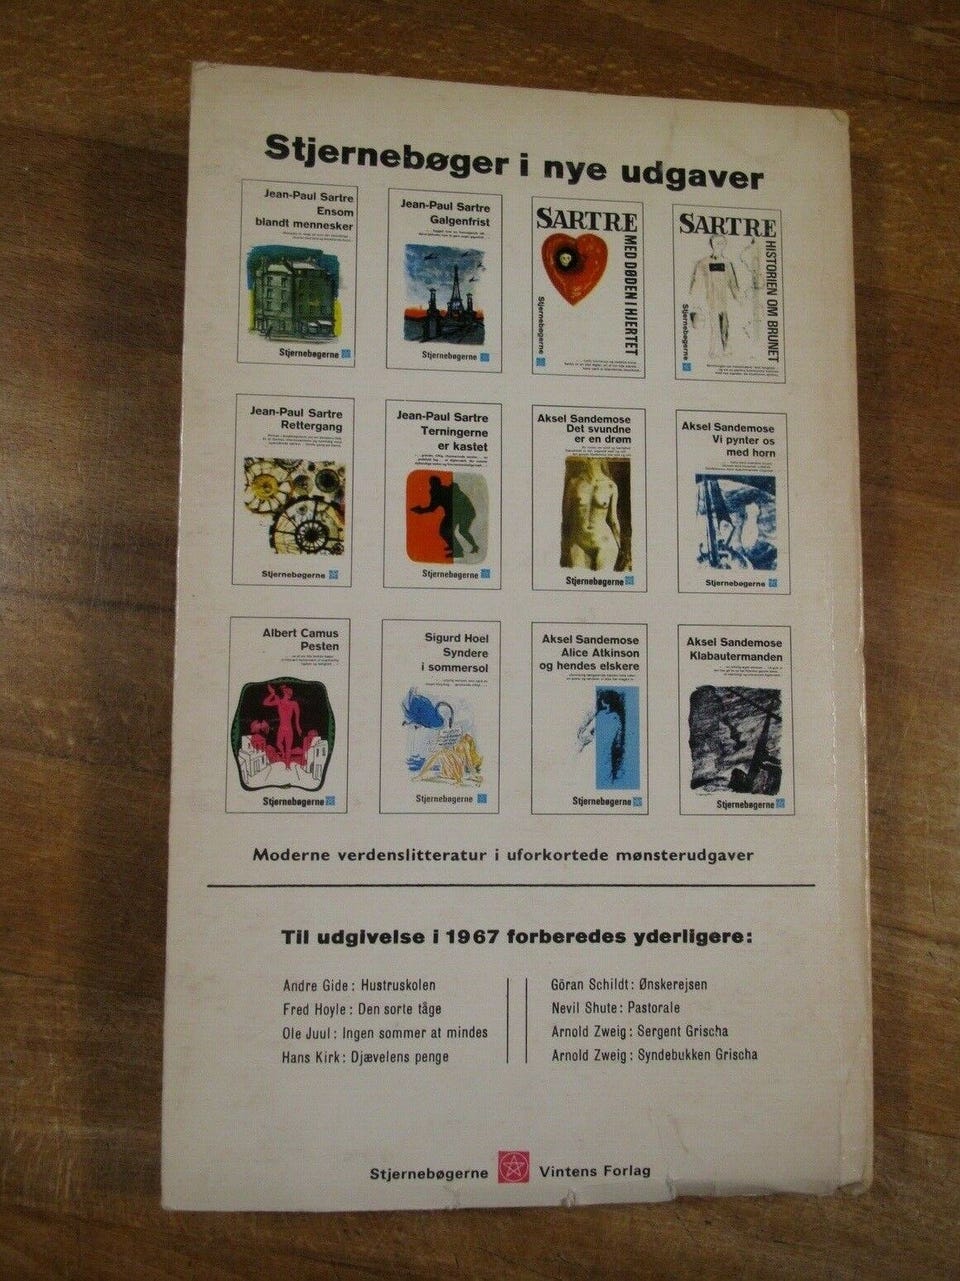 Stjernebøger i nye udgaver
Jean-Paul Sartre
Ensom
blandt mennesker
Stjernebøgerne
Jean-Paul Sartre
Galgenfrist
Stjernebøgerne
SARTRE
MED DØDEN I HJERTET
Stjernebøgerne
SARTRE
HISTORIEN OM BRUNET
Stjernebøgerne
Jean-Paul Sartre
Rettergang
Stjernebøgerne
Jean-Paul Sartre
Terningerne
er kastet
Stjernebøgerne
Aksel Sandemose
Det svundne
er en drøm
Stjernebøgerne
Aksel Sandemose
Vi pynter os
med horn
Stjernebøgerne
Albert Camus
Pesten
Stjernebøgerne
Sigurd Hoel
Syndere
i sommersol
Stjernebøgerne
Aksel Sandemose
Alice Atkinson
og hendes elskere
Stjernebøgerne
Aksel Sandemose
Klabautermanden
Stjernebøgerne
Moderne verdenslitteratur i uforkortede mønsterudgaver
Til udgivelse i 1967 forberedes yderligere:
Andre Gide: Hustruskolen
Fred Hoyle: Den sorte tåge
Ole Juul: Ingen sommer at mindes
Hans Kirk: Djævelens penge
Göran Schildt: Ønskerejsen
Nevil Shute: Pastorale
Arnold Zweig: Sergent Grischa
Arnold Zweig: Syndebukken Grischa
Stjernebøgerne Vintens Forlag